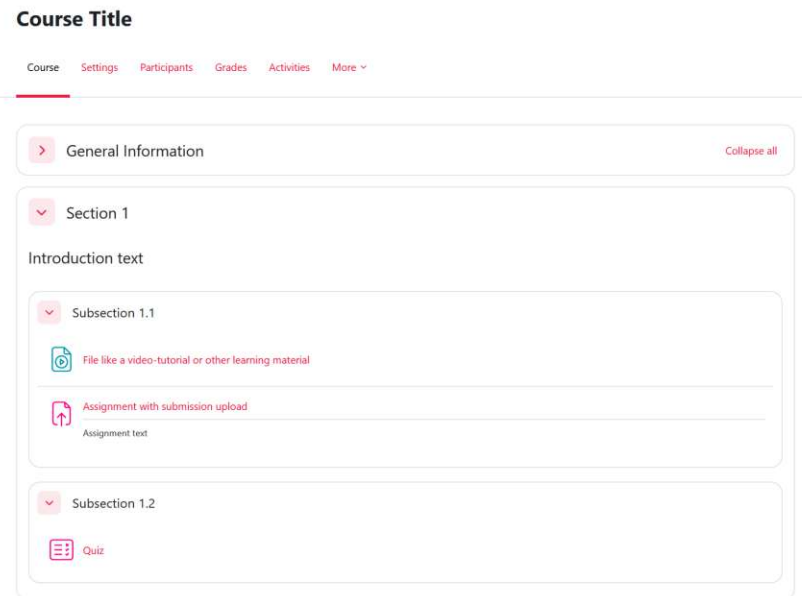 Course Title
Course Settings Participants Grades Activities More
General Information Collapse all
Section 1
Introduction text
Subsection 1.1
File like a video-tutorial or other learning material
Assignment with submission upload
Assignment text
Subsection 1.2
Quiz